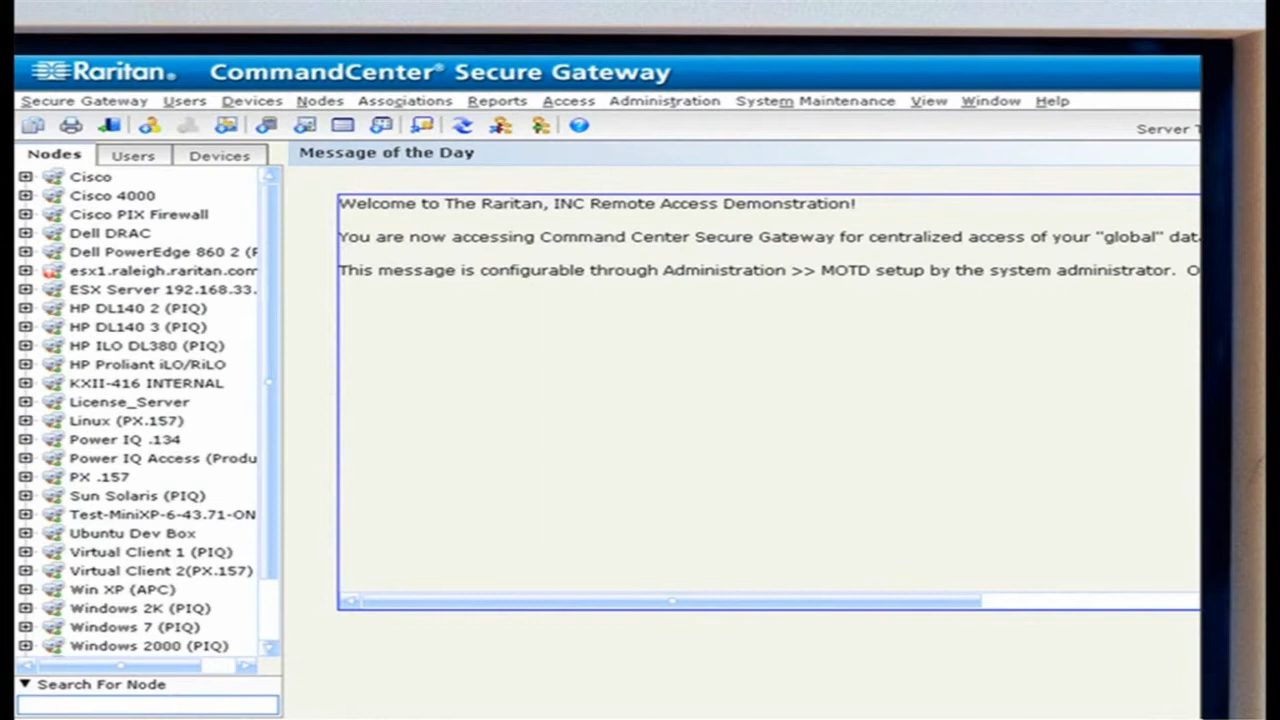 Raritan. CommandCenter® Secure Gateway
Secure Gateway Users Devices Nodes Associations Reports Access Administration System Maintenance View Window Help
Server T
Nodes Users Devices
Message of the Day
Cisco
Cisco 4000
Cisco PIX Firewall
Dell DRAC
Dell PowerEdge 860 2 (P
esx1.raleigh.raritan.com
ESX Server 192.168.33.
HP DL140 2 (PIQ)
HP DL140 3 (PIQ)
HP ILO DL380 (PIQ)
HP Proliant iLO/RiLO
KXII-416 INTERNAL
License_Server
Linux (PX.157)
Power IQ .134
Power IQ Access (Produ
PX .157
Sun Solaris (PIQ)
Test-MiniXP-6-43.71-ON
Ubuntu Dev Box
Virtual Client 1 (PIQ)
Virtual Client 2(PX.157)
Win XP (APC)
Windows 2K (PIQ)
Windows 7 (PIQ)
Windows 2000 (PIQ)
Search For Node
Welcome to The Raritan, INC Remote Access Demonstration!
You are now accessing Command Center Secure Gateway for centralized access of your "global" dat
This message is configurable through Administration >> MOTD setup by the system administrator. O